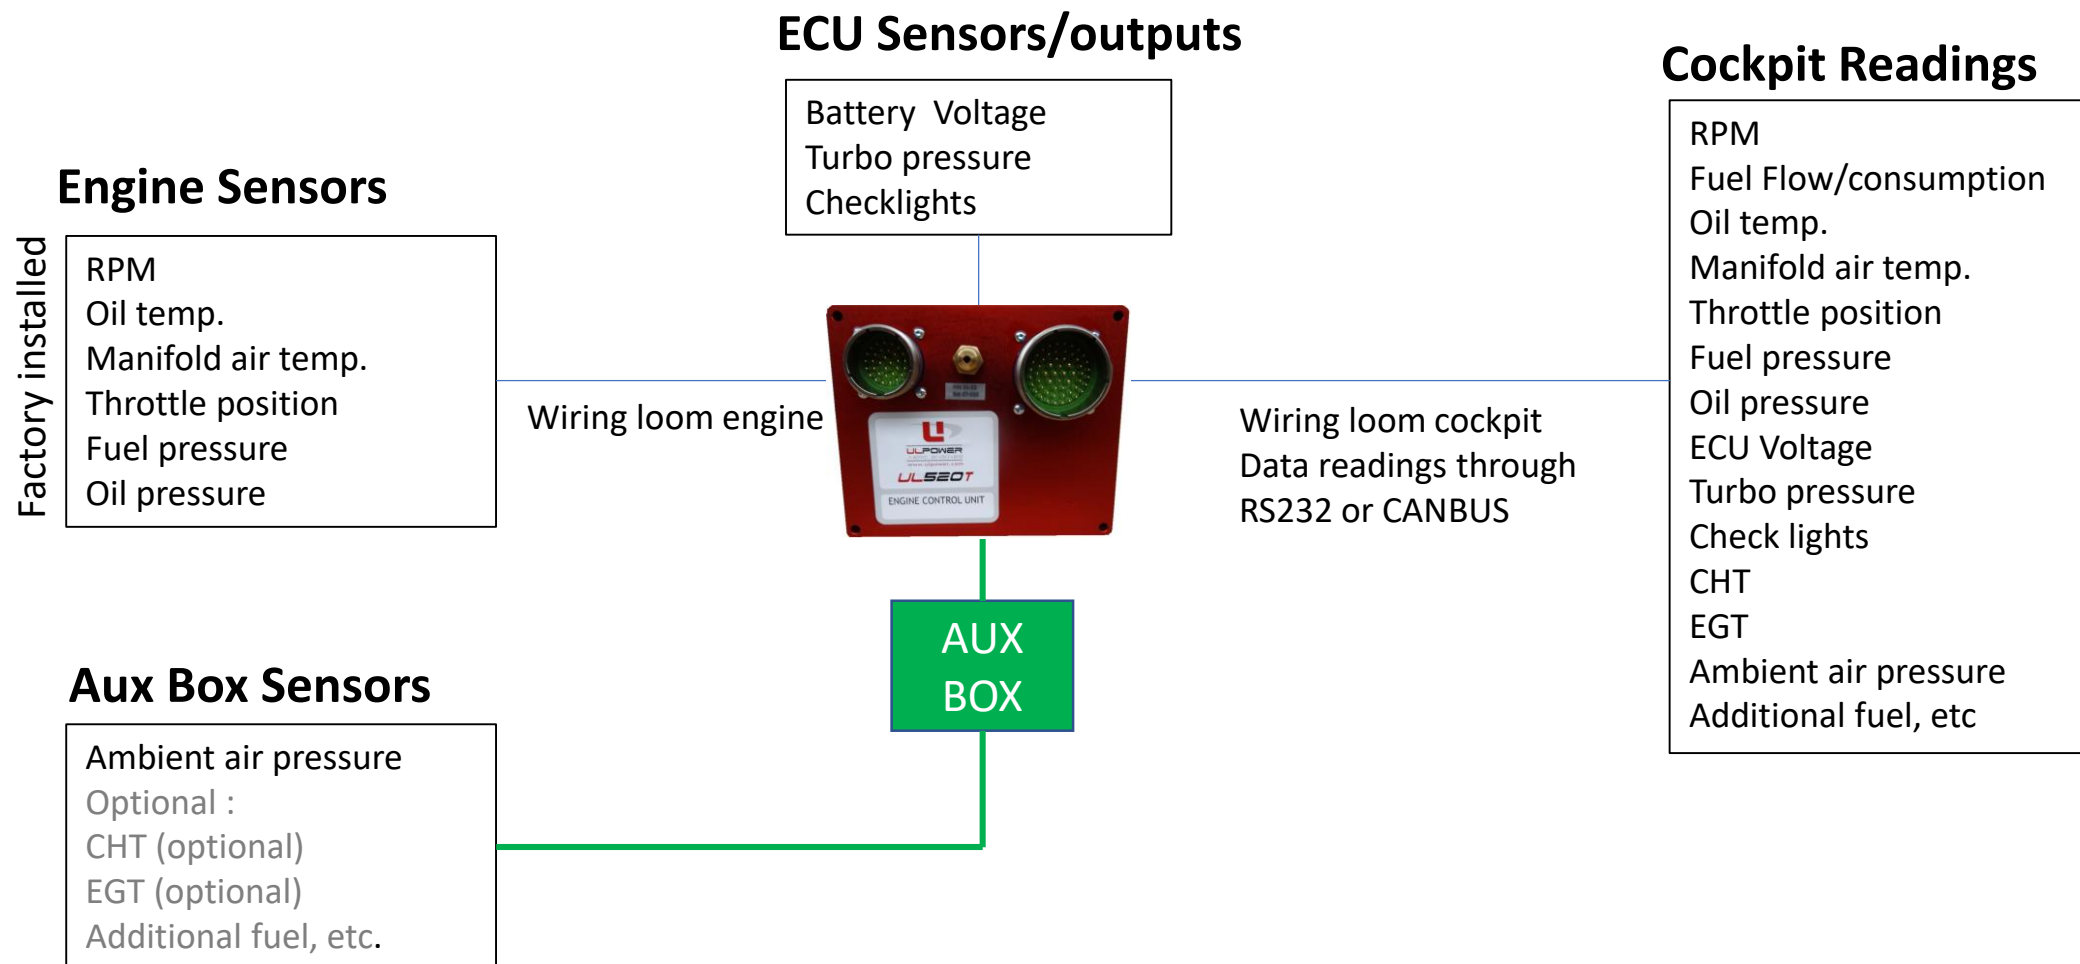 ECU Sensors/outputs
Battery Voltage
Turbo pressure
Checklights
Cockpit Readings
RPM
Fuel Flow/consumption
Oil temp.
Manifold air temp.
Throttle position
Fuel pressure
Oil pressure
ECU Voltage
Turbo pressure
Check lights
CHT
EGT
Ambient air pressure
Additional fuel, etc
Engine Sensors
Factory installed
RPM
Oil temp.
Manifold air temp.
Throttle position
Fuel pressure
Oil pressure
Wiring loom engine
ULPOWER
www.ulpower.com
UL520T
ENGINE CONTROL UNIT
Wiring loom cockpit
Data readings through
RS232 or CANBUS
AUX
BOX
Aux Box Sensors
Ambient air pressure
Optional :
CHT (optional)
EGT (optional)
Additional fuel, etc.